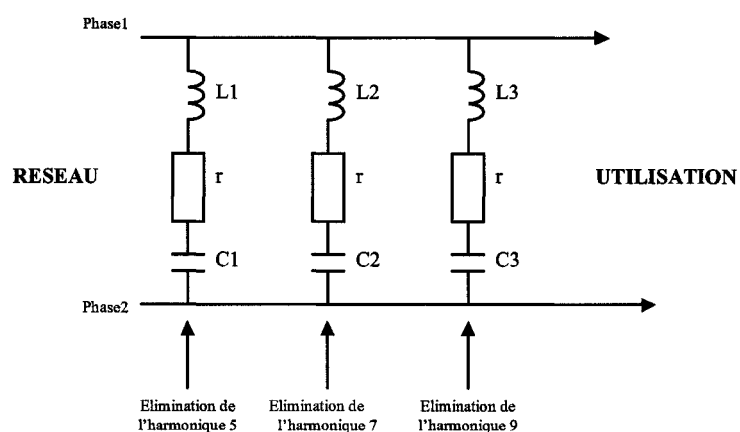 Phase1
L1
L2
L3
RESEAU
r
r
r
UTILISATION
C1
C2
C3
Phase2
Elimination de
l'harmonique 5
Elimination de
l'harmonique 7
Elimination de
l'harmonique 9